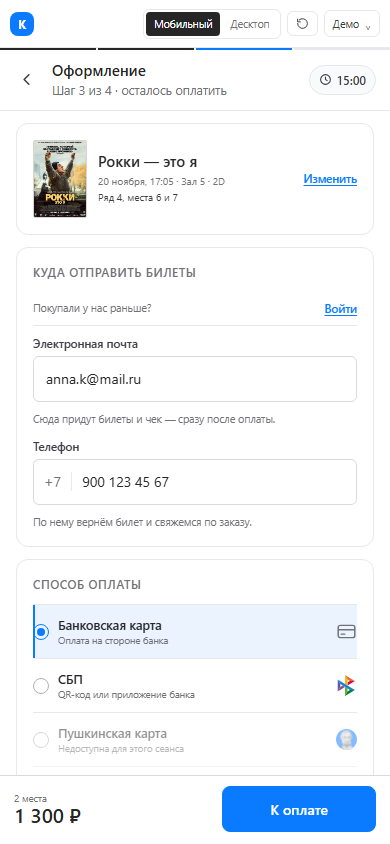 K
Мобильный
Десктоп
Демо
Оформление
Шаг 3 из 4 · осталось оплатить
15:00
РОККИ
ЭТО Я
Рокки — это я
20 ноября, 17:05 · Зал 5 · 2D
Ряд 4, места 6 и 7
Изменить
КУДА ОТПРАВИТЬ БИЛЕТЫ
Покупали у нас раньше?
Войти
Электронная почта
anna.k@mail.ru
Сюда придут билеты и чек — сразу после оплаты.
Телефон
+7
900 123 45 67
По нему вернём билет и свяжемся по заказу.
СПОСОБ ОПЛАТЫ
Банковская карта
Оплата на стороне банка
СБП
QR-код или приложение банка
Пушкинская карта
Недоступна для этого сеанса
2 места
1 300 ₽
К оплате